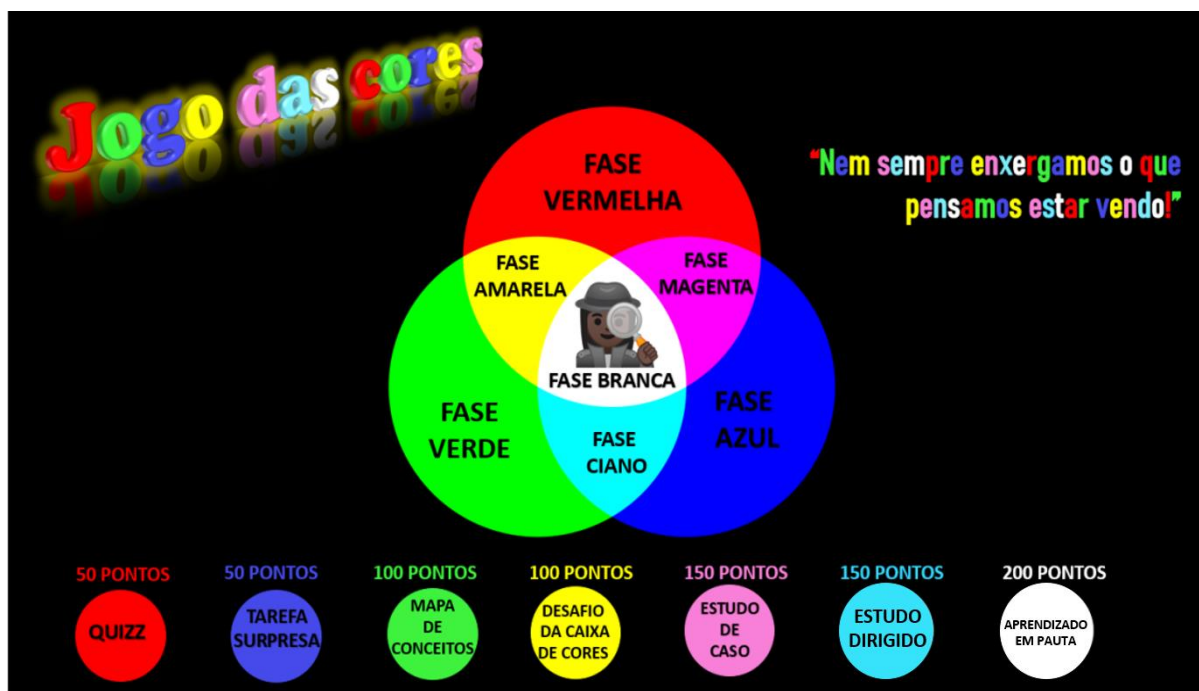 Jogo das cores
“Nem sempre enxergamos o que
pensamos estar vendo!”
FASE
VERMELHA
FASE
AMARELA
FASE
MAGENTA
FASE BRANCA
FASE
VERDE
FASE
CIANO
FASE
AZUL
50 PONTOS
QUIZZ
50 PONTOS
TAREFA
SURPRESA
100 PONTOS
MAPA
DE
CONCEITOS
100 PONTOS
DESAFIO
DA CAIXA
DE CORES
150 PONTOS
ESTUDO
DE
CASO
150 PONTOS
ESTUDO
DIRIGIDO
200 PONTOS
APRENDIZADO
EM PAUTA